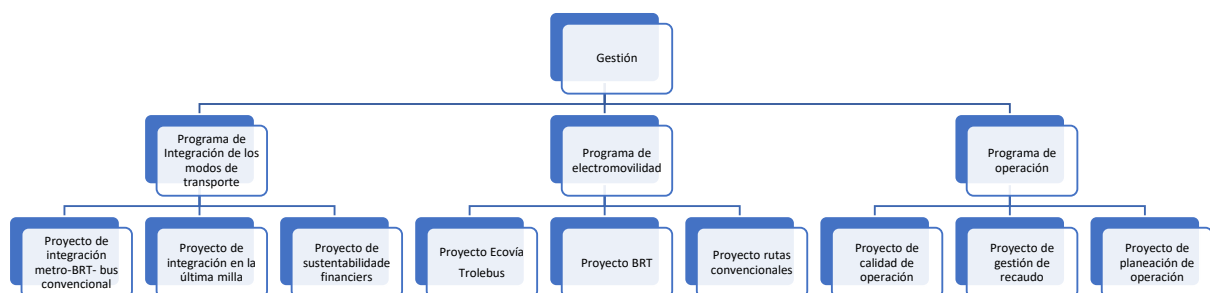 Gestión
Programa de
Integración de los
modos de
transporte
Programa de
electromovilidad
Programa de
operación
Proyecto de
integración
metro-BRT- bus
convencional
Proyecto de
integración en la
última milla
Proyecto de
sustentabilidade
financiers
Proyecto Ecovía
Trolebus
Proyecto BRT
Proyecto rutas
convencionales
Proyecto de
calidad de
operación
Proyecto de
gestión de
recaudo
Proyecto de
planeación de
operación